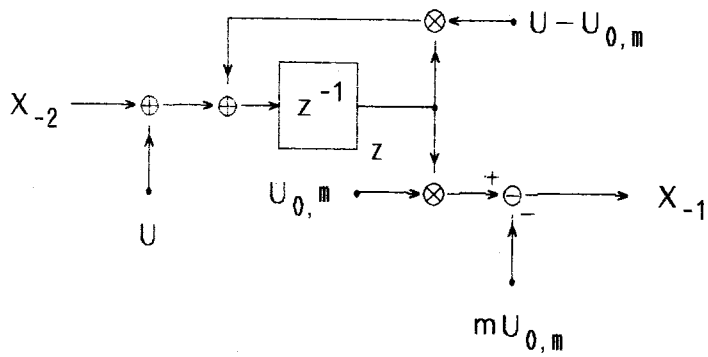 U − U₀,ₘ
X₋₂
z⁻¹
z
U₀,ₘ
+
−
X₋₁
U
mU₀,ₘ